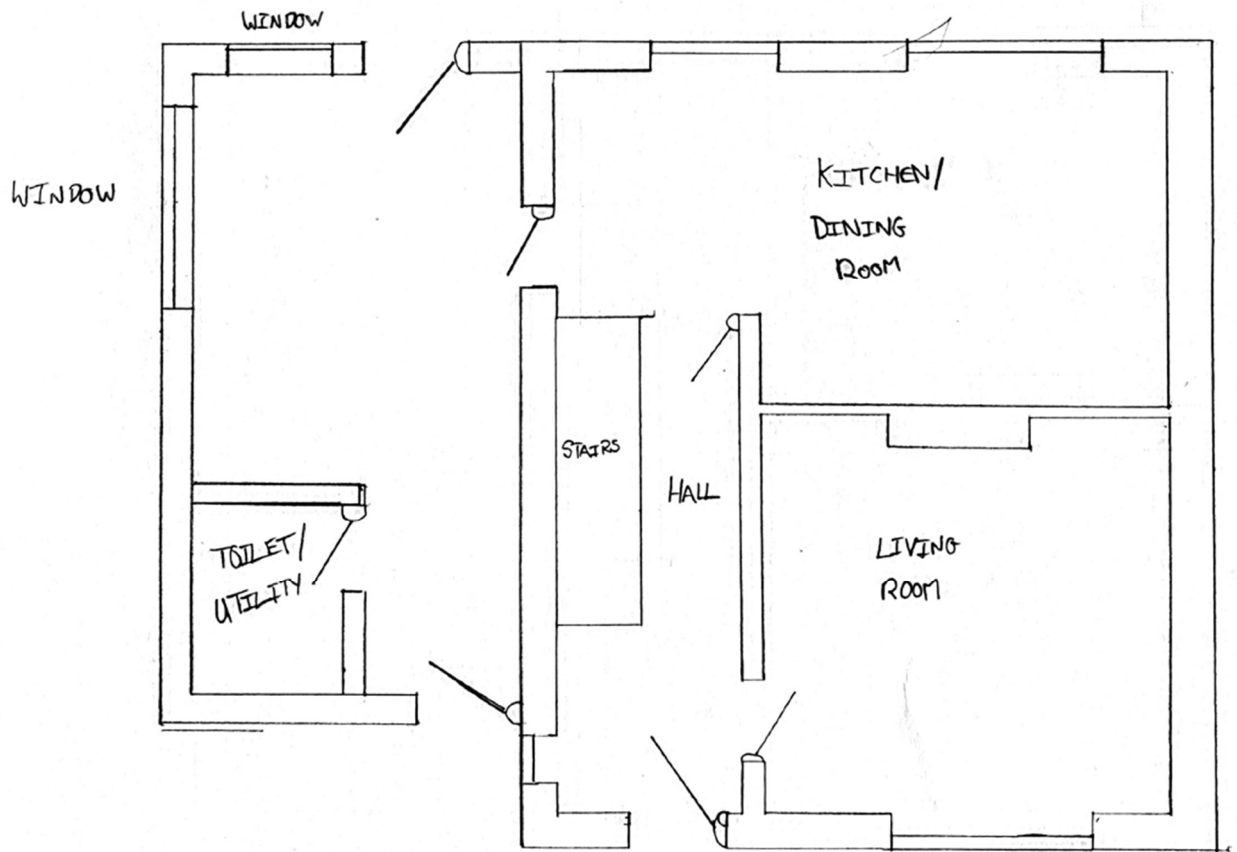 WINDOW
WINDOW
KITCHEN/
DINING
ROOM
STAIRS
HALL
LIVING
ROOM
TOILET/
UTILITY